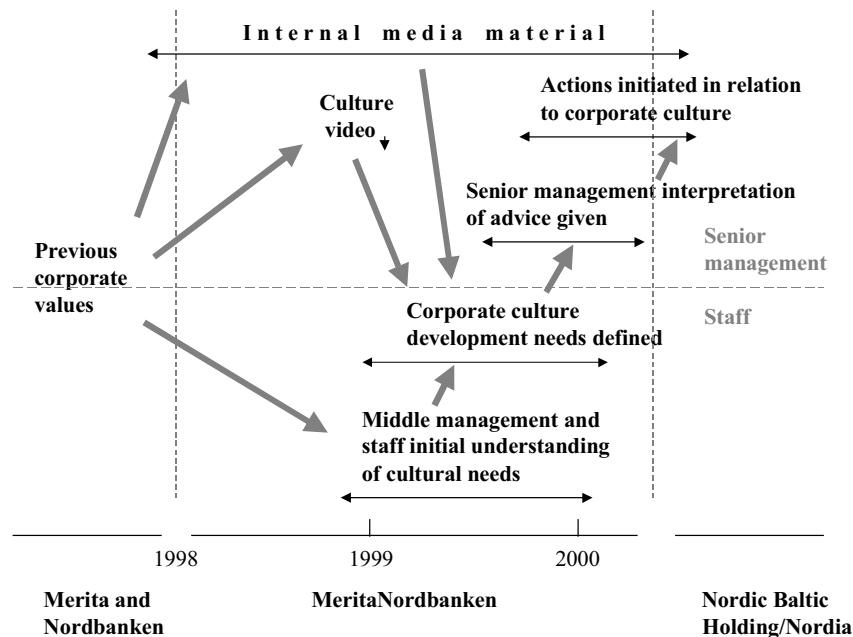 Internal media material
Actions initiated in relation
to corporate culture
Culture
video
Senior management interpretation
of advice given
Senior
management
Previous
corporate
values
Corporate culture
development needs defined
Staff
Middle management and
staff initial understanding
of cultural needs
1998
1999
2000
Merita and
Nordbanken
MeritaNordbanken
Nordic Baltic
Holding/Nordia